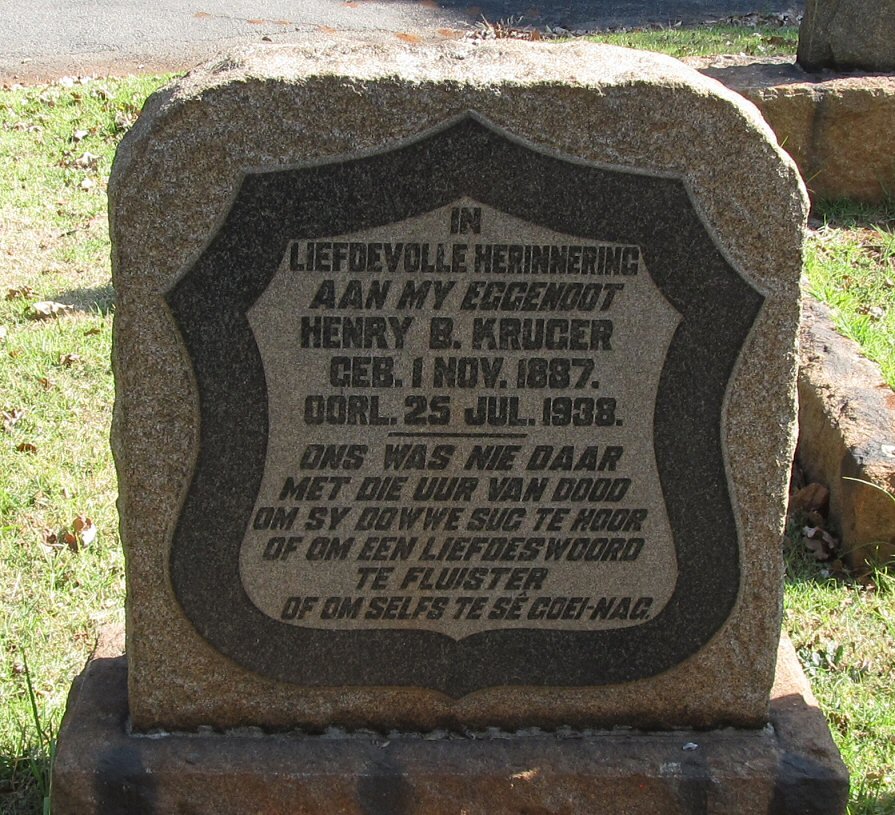 IN
LIEFDEVOLLE HERINNERING
AAN MY EGGENOOT
HENRY B. KRUGER
GEB. 1 NOV. 1887.
OORL. 25 JUL. 1938.
ONS WAS NIE DAAR
MET DIE UUR VAN DOOD
OM SY DOWWE SUG TE HOOR
OF OM EEN LIEFDESWOORD
TE FLUISTER
OF OM SELFS TE SÊ GOEI-NAG.